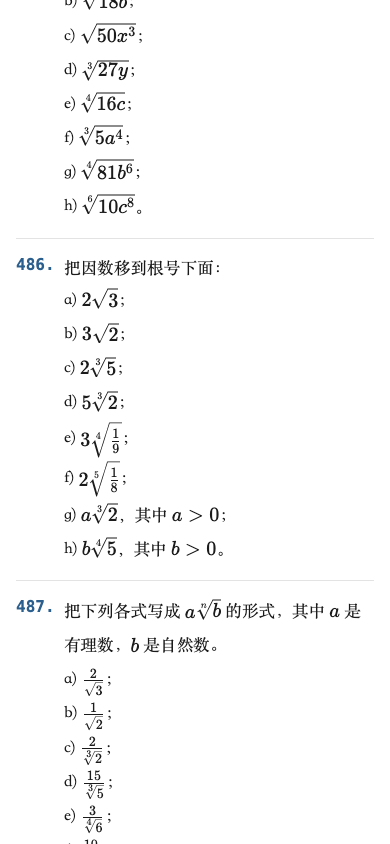 b) √18b;
c) √50x³;
d) ∛27y;
e) ∜16c;
f) ∛5a⁴;
g) ∜81b⁶;
h) ⁶√10c⁸。
486. 把因数移到根号下面：
a) 2√3;
b) 3√2;
c) 2∛5;
d) 5∛2;
e) 3∜(1/9);
f) 2⁵√(1/8);
g) a∛2，其中 a > 0;
h) b∜5，其中 b > 0。
487. 把下列各式写成 aⁿ√b 的形式，其中 a 是
有理数，b 是自然数。
a) 2/√3;
b) 1/√2;
c) 2/∛2;
d) 15/∛5;
e) 3/∜6;